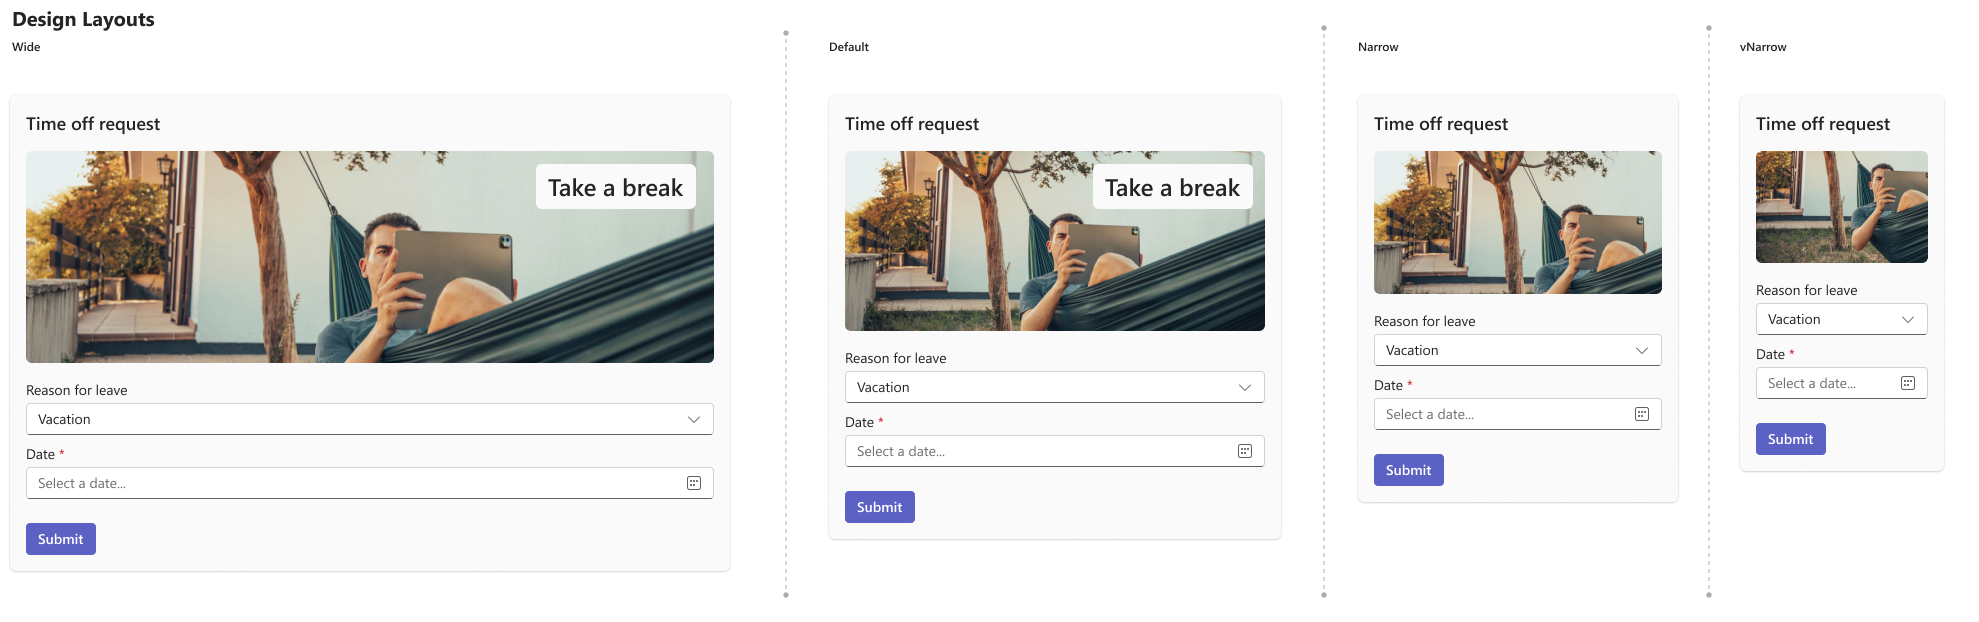 Design Layouts
Wide
Time off request
Take a break
Reason for leave
Vacation
Date *
Select a date...
Submit
Default
Time off request
Take a break
Reason for leave
Vacation
Date *
Select a date...
Submit
Narrow
Time off request
Reason for leave
Vacation
Date *
Select a date...
Submit
vNarrow
Time off request
Reason for leave
Vacation
Date *
Select a date...
Submit